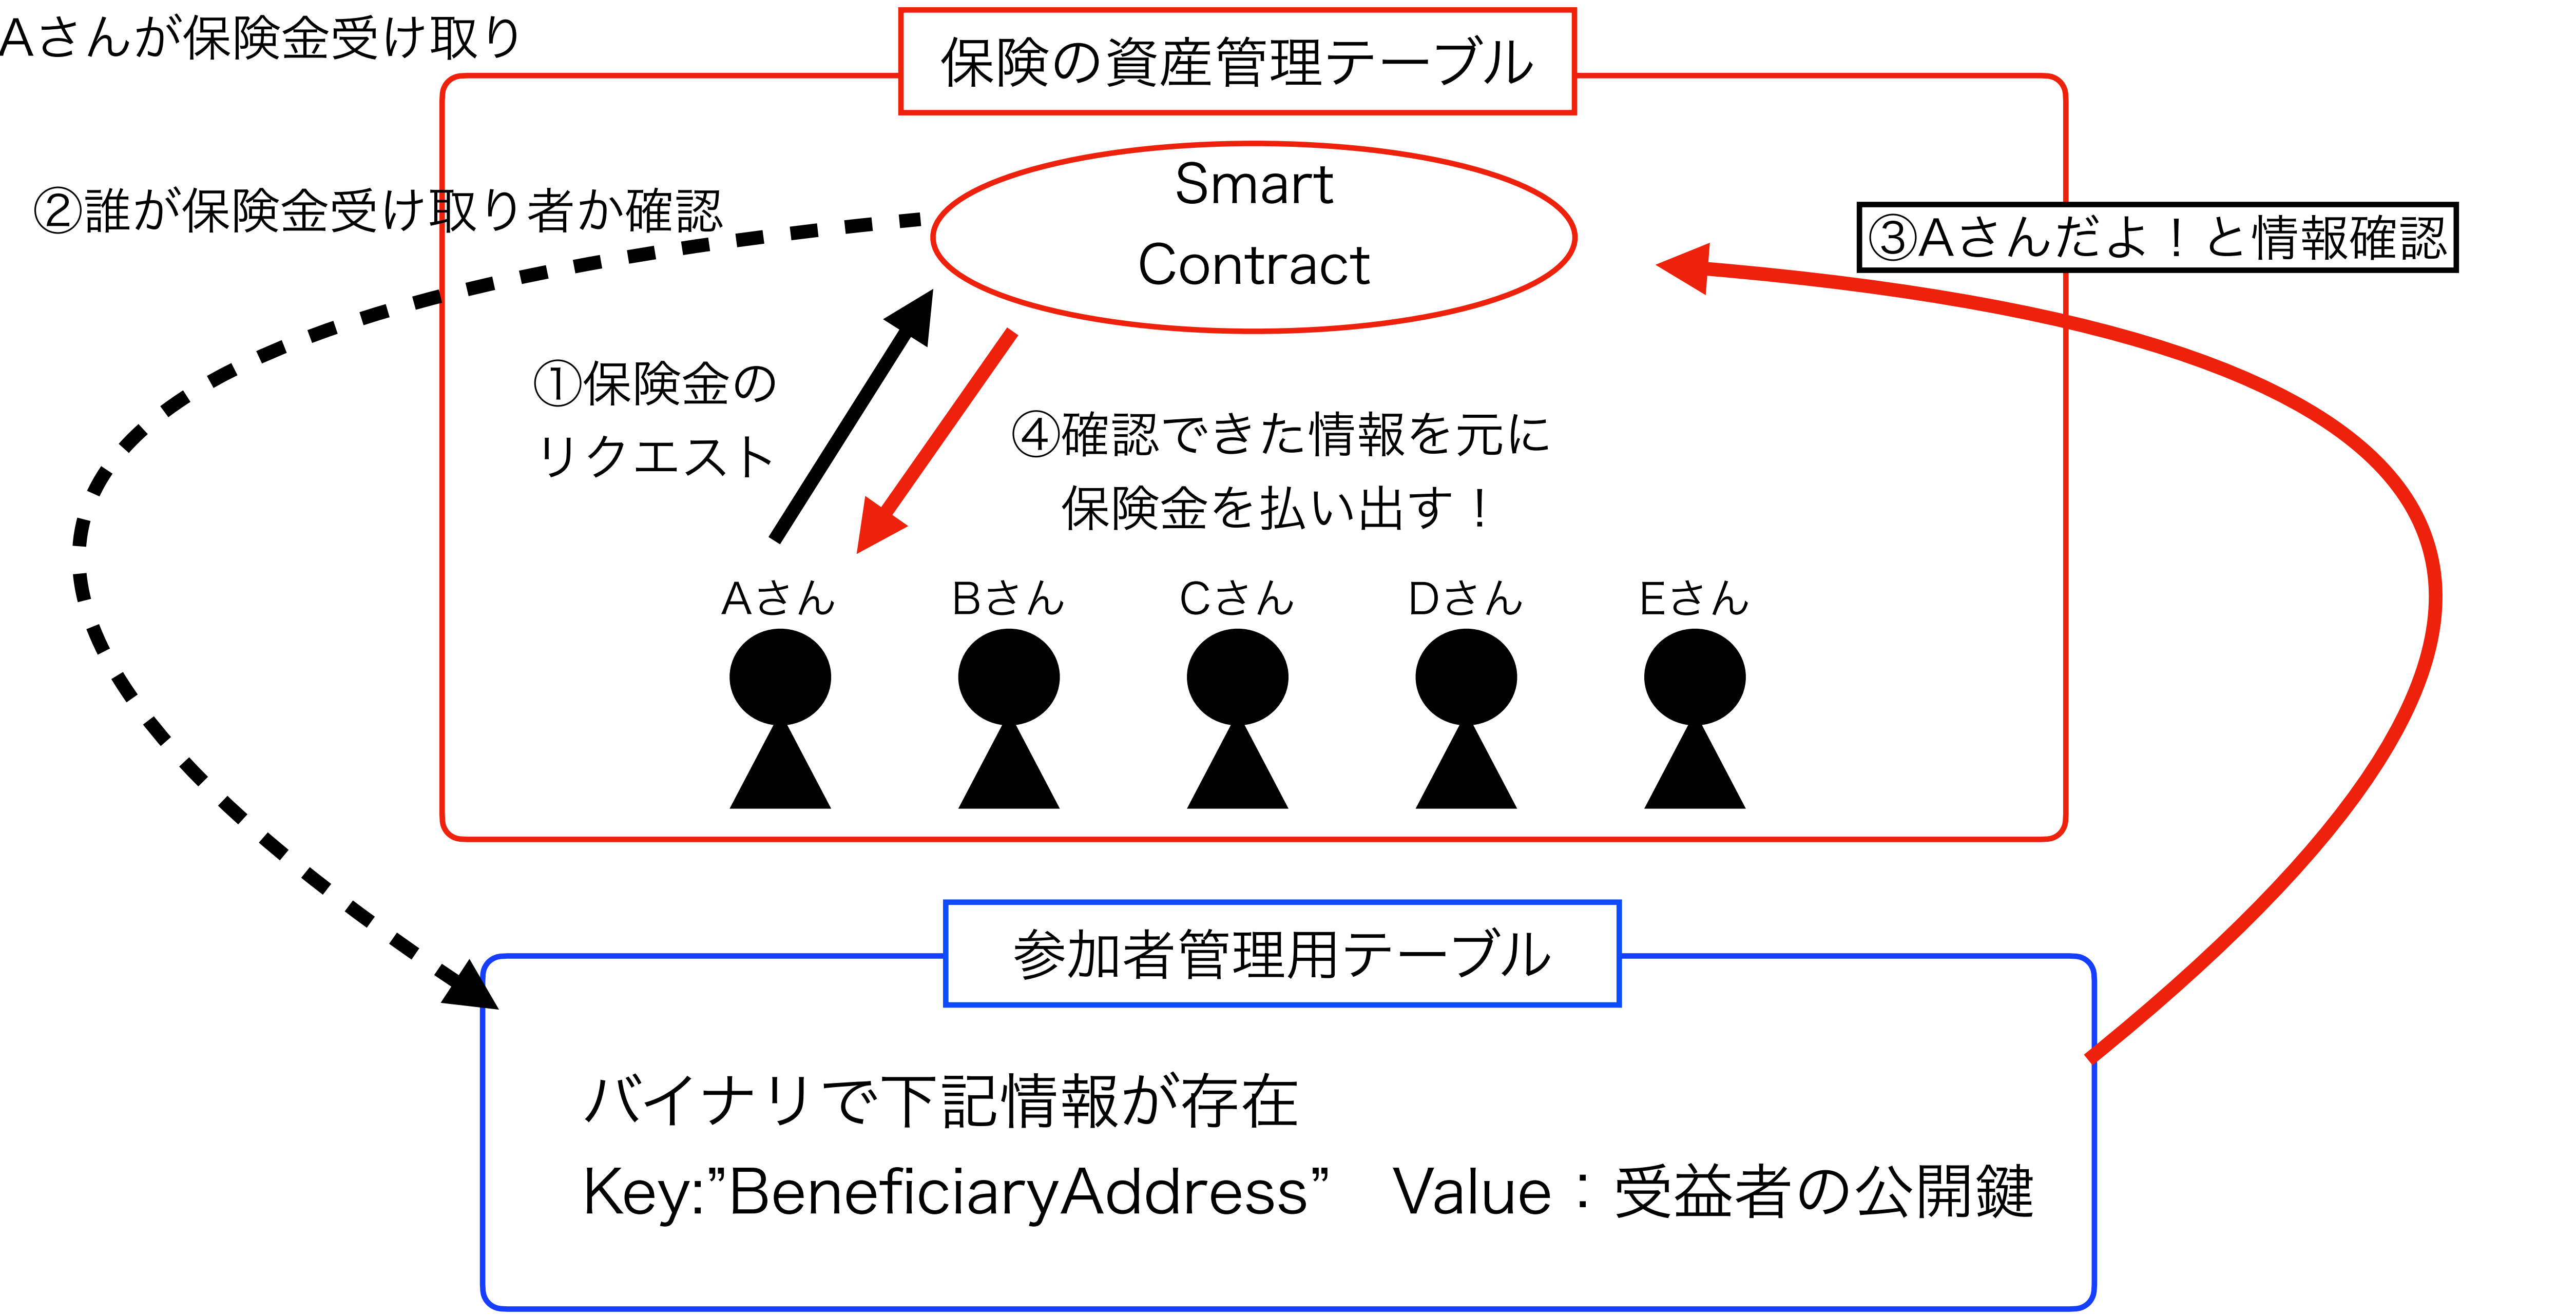 Aさんが保険金受け取り
保険の資産管理テーブル
Smart
Contract
②誰が保険金受け取り者か確認
③Aさんだよ！と情報確認
①保険金の
リクエスト
④確認できた情報を元に
保険金を払い出す！
Aさん Bさん Cさん Dさん Eさん
参加者管理用テーブル
バイナリで下記情報が存在
Key:”BeneficiaryAddress”　Value：受益者の公開鍵